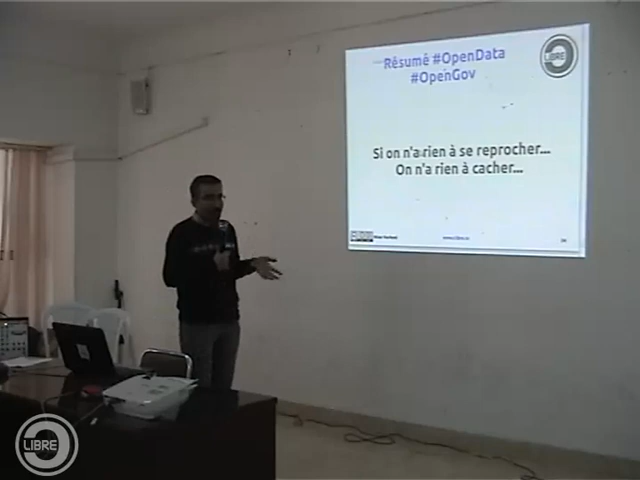 Résumé #OpenData
#OpenGov
LIBRE
Si on n'a rien à se reprocher...
On n'a rien à cacher...
LIBRE